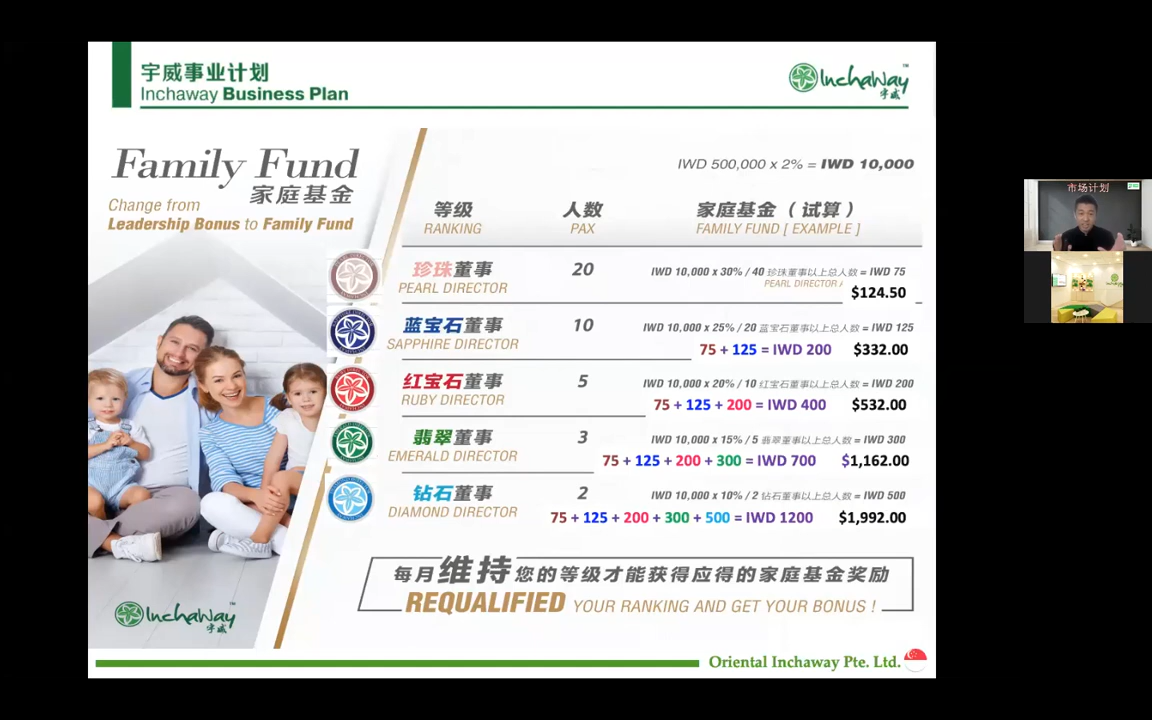 宇威事业计划
Inchaway Business Plan
Inchaway™
宇威
Family Fund
家庭基金
Change from
Leadership Bonus to Family Fund
IWD 500,000 x 2% = IWD 10,000
等级 人数 家庭基金（试算）
RANKING PAX FAMILY FUND [ EXAMPLE ]
珍珠董事 20 IWD 10,000 x 30% / 40 珍珠董事以上总人数 = IWD 75
PEARL DIRECTOR PEARL DIRECTOR $124.50
蓝宝石董事 10 IWD 10,000 x 25% / 20 蓝宝石董事以上总人数 = IWD 125
SAPPHIRE DIRECTOR 75 + 125 = IWD 200 $332.00
红宝石董事 5 IWD 10,000 x 20% / 10 红宝石董事以上总人数 = IWD 200
RUBY DIRECTOR 75 + 125 + 200 = IWD 400 $532.00
翡翠董事 3 IWD 10,000 x 15% / 5 翡翠董事以上总人数 = IWD 300
EMERALD DIRECTOR 75 + 125 + 200 + 300 = IWD 700 $1,162.00
钻石董事 2 IWD 10,000 x 10% / 2 钻石董事以上总人数 = IWD 500
DIAMOND DIRECTOR 75 + 125 + 200 + 300 + 500 = IWD 1200 $1,992.00
每月维持您的等级才能获得应得的家庭基金奖励
REQUALIFIED YOUR RANKING AND GET YOUR BONUS !
Inchaway™
宇威
Oriental Inchaway Pte. Ltd.
市场计划